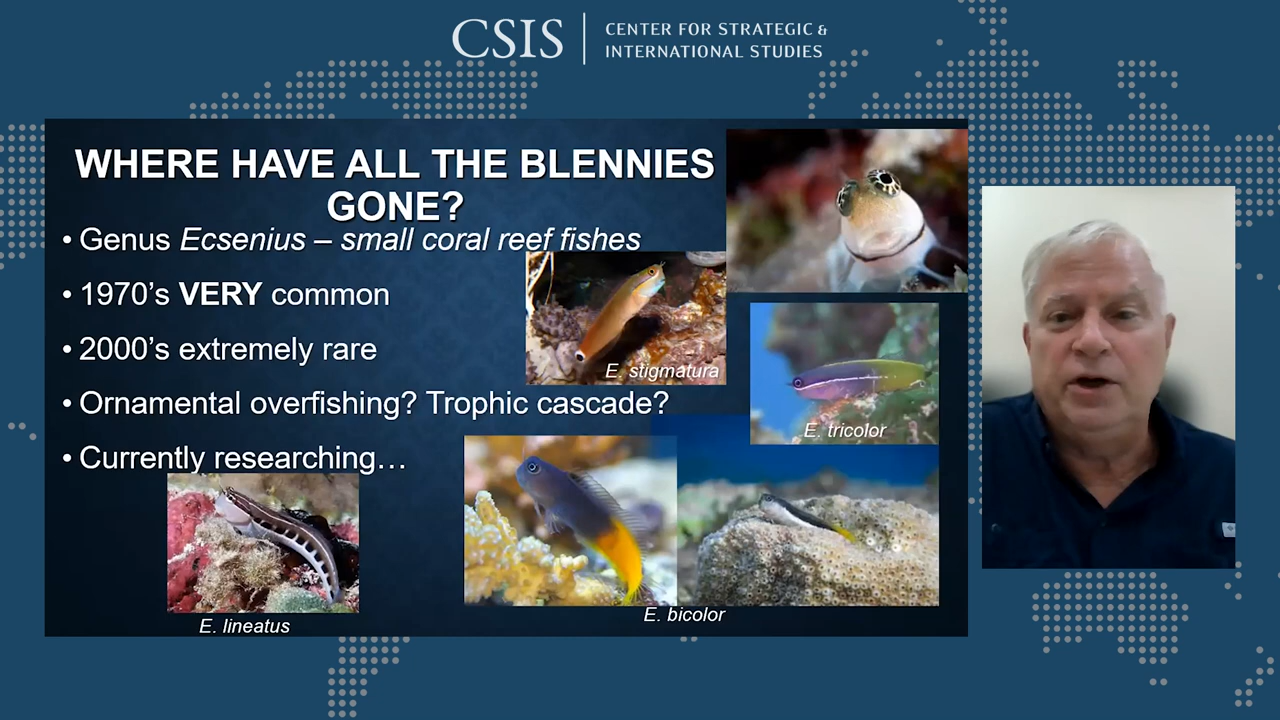 CSIS
CENTER FOR STRATEGIC &
INTERNATIONAL STUDIES
WHERE HAVE ALL THE BLENNIES
GONE?
• Genus Ecsenius – small coral reef fishes
• 1970's VERY common
• 2000's extremely rare
E. stigmatura
• Ornamental overfishing? Trophic cascade?
E. tricolor
• Currently researching…
E. bicolor
E. lineatus